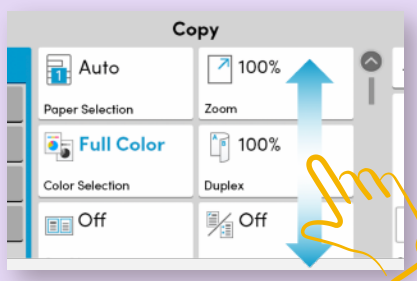 Copy
Auto
100%
Paper Selection
Zoom
Full Color
100%
Color Selection
Duplex
Off
Off